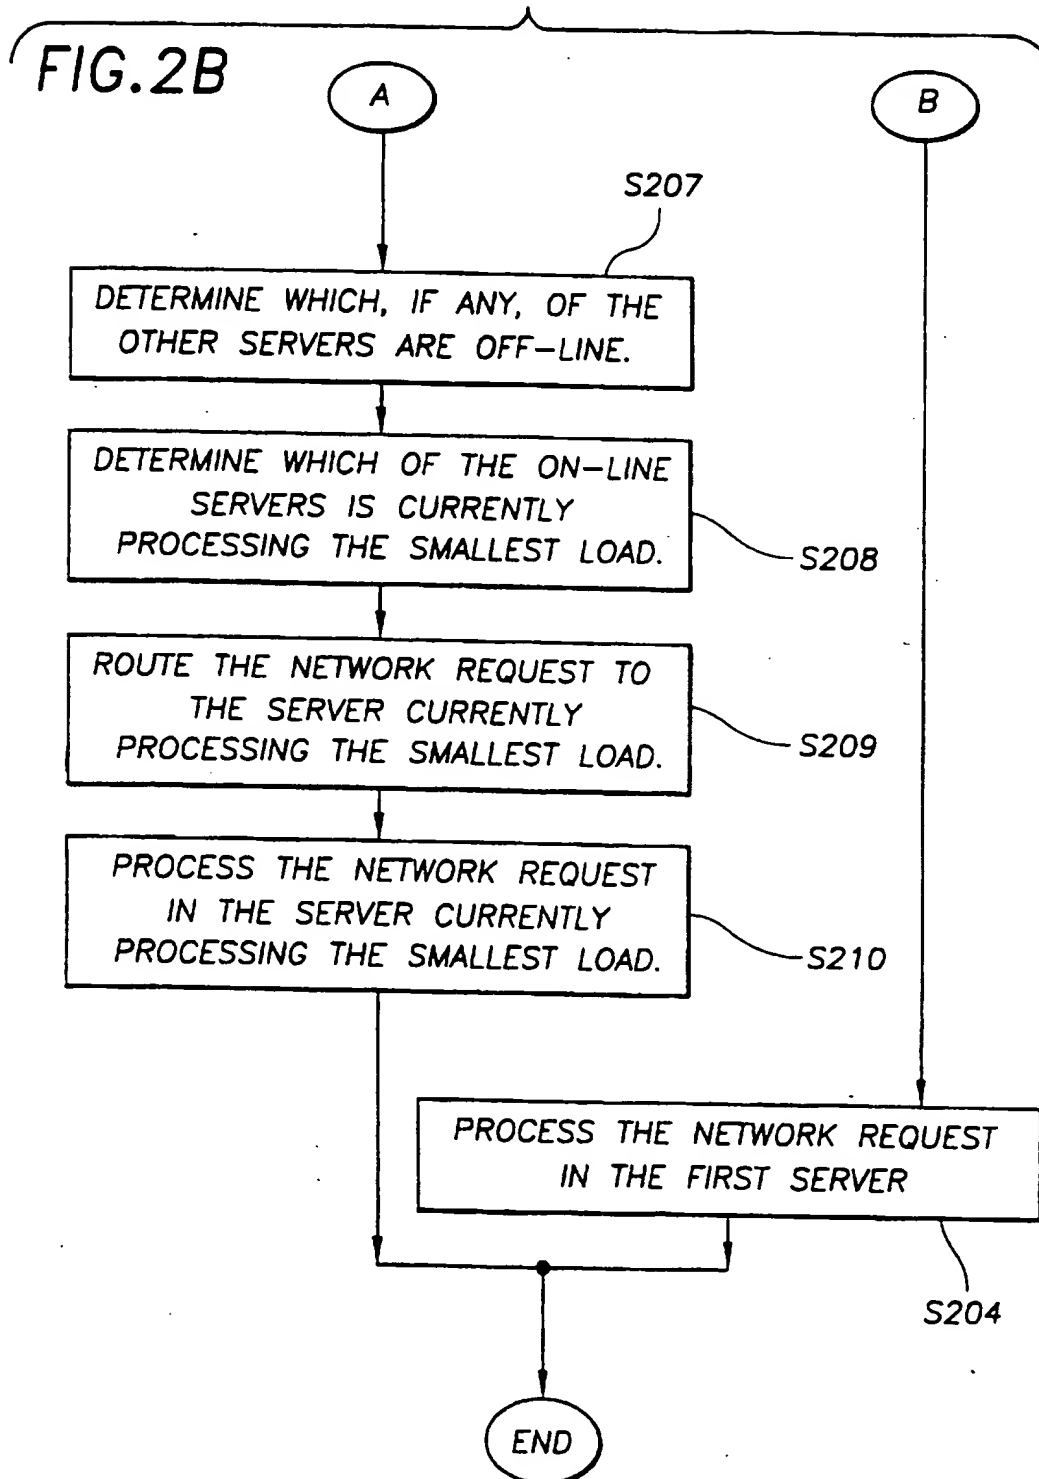 FIG.2B
A
B
S207
DETERMINE WHICH, IF ANY, OF THE
OTHER SERVERS ARE OFF-LINE.
DETERMINE WHICH OF THE ON-LINE
SERVERS IS CURRENTLY
PROCESSING THE SMALLEST LOAD.
S208
ROUTE THE NETWORK REQUEST TO
THE SERVER CURRENTLY
PROCESSING THE SMALLEST LOAD.
S209
PROCESS THE NETWORK REQUEST
IN THE SERVER CURRENTLY
PROCESSING THE SMALLEST LOAD.
S210
PROCESS THE NETWORK REQUEST
IN THE FIRST SERVER
S204
END